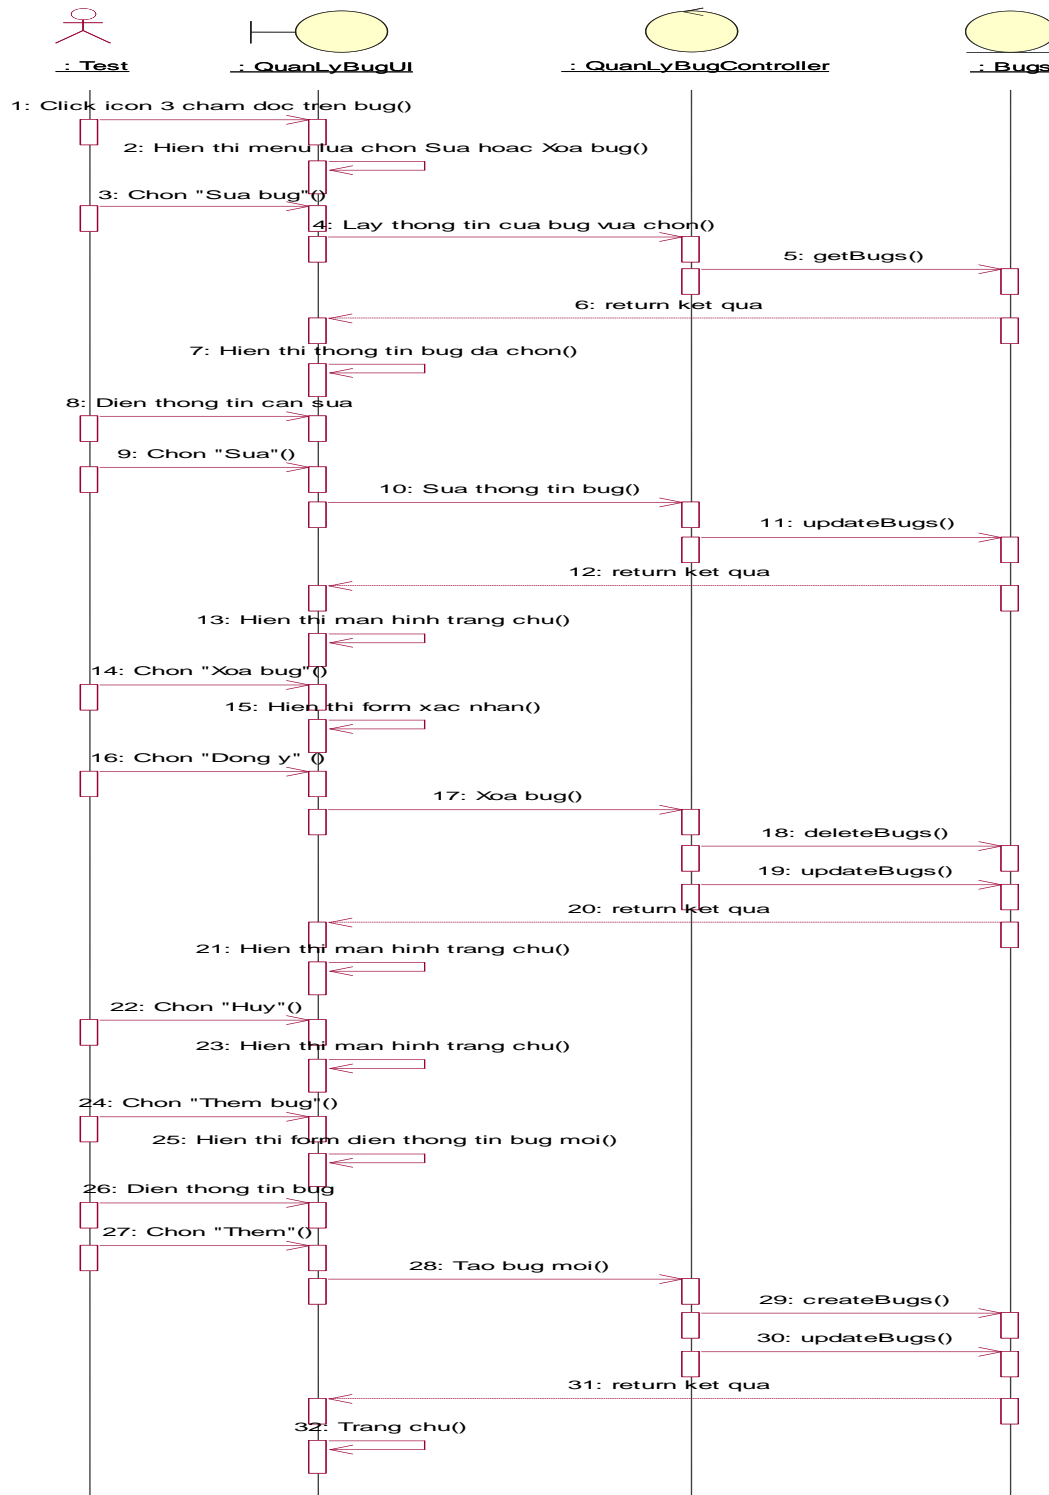 : Test
: QuanLyBugUI
: QuanLyBugController
: Bugs
1: Click icon 3 cham doc tren bug()
2: Hien thi menu lua chon Sua hoac Xoa bug()
3: Chon "Sua bug"()
4: Lay thong tin cua bug vua chon()
5: getBugs()
6: return ket qua
7: Hien thi thong tin bug da chon()
8: Dien thong tin can sua
9: Chon "Sua"()
10: Sua thong tin bug()
11: updateBugs()
12: return ket qua
13: Hien thi man hinh trang chu()
14: Chon "Xoa bug"()
15: Hien thi form xac nhan()
16: Chon "Dong y" ()
17: Xoa bug()
18: deleteBugs()
19: updateBugs()
20: return ket qua
21: Hien thi man hinh trang chu()
22: Chon "Huy"()
23: Hien thi man hinh trang chu()
24: Chon "Them bug"()
25: Hien thi form dien thong tin bug moi()
26: Dien thong tin bug
27: Chon "Them"()
28: Tao bug moi()
29: createBugs()
30: updateBugs()
31: return ket qua
32: Trang chu()